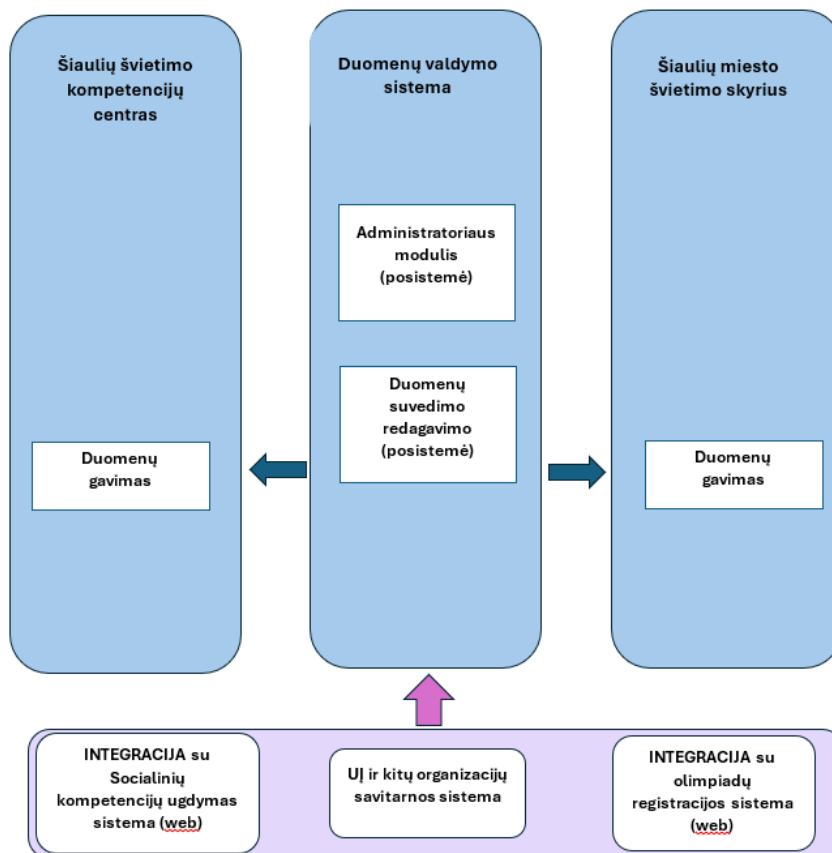 Šiaulių švietimo
kompetencijų
centras
Duomenų valdymo
sistema
Šiaulių miesto
švietimo skyrius
Administratoriaus
modulis
(posistemė)
Duomenų
suvedimo
redagavimo
(posistemė)
Duomenų
gavimas
Duomenų
gavimas
INTEGRACIJA su
Socialinių
kompetencijų ugdymas
sistema (web)
UĮ ir kitų organizacijų
savitarnos sistema
INTEGRACIJA su
olimpiadų
registracijos sistema
(web)